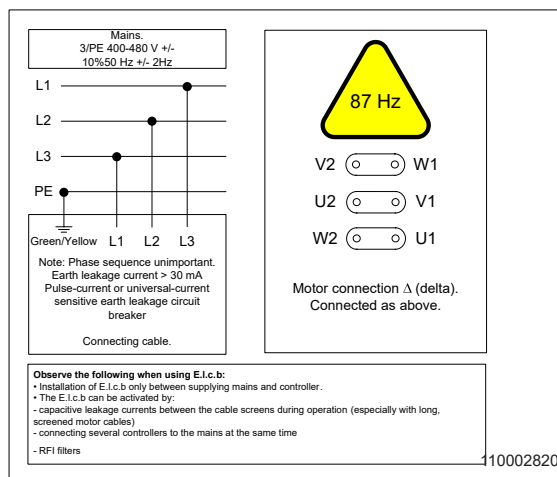 Mains.
3/PE 400-480 V +/-
10%50 Hz +/- 2Hz
L1
L2
L3
PE
Green/Yellow L1 L2 L3
Note: Phase sequence unimportant.
Earth leakage current > 30 mA
Pulse-current or universal-current
sensitive earth leakage circuit
breaker
Connecting cable.
87 Hz
V2 W1
U2 V1
W2 U1
Motor connection Δ (delta).
Connected as above.
Observe the following when using E.l.c.b:
• Installation of E.l.c.b only between supplying mains and controller.
• The E.l.c.b can be activated by:
- capacitive leakage currents between the cable screens during operation (especially with long,
screened motor cables)
- connecting several controllers to the mains at the same time
- RFI filters
110002820